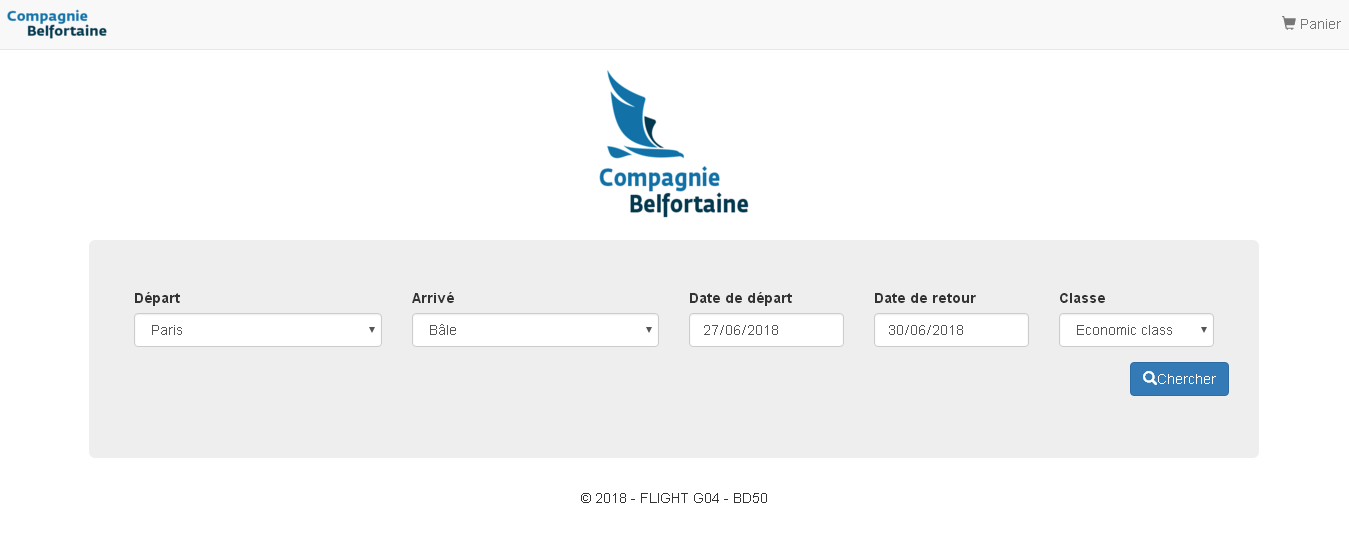 Compagnie
Belfortaine
Panier
Compagnie
Belfortaine
Départ
Arrivé
Date de départ
Date de retour
Classe
Paris
Bâle
27/06/2018
30/06/2018
Economic class
Chercher
© 2018 - FLIGHT G04 - BD50